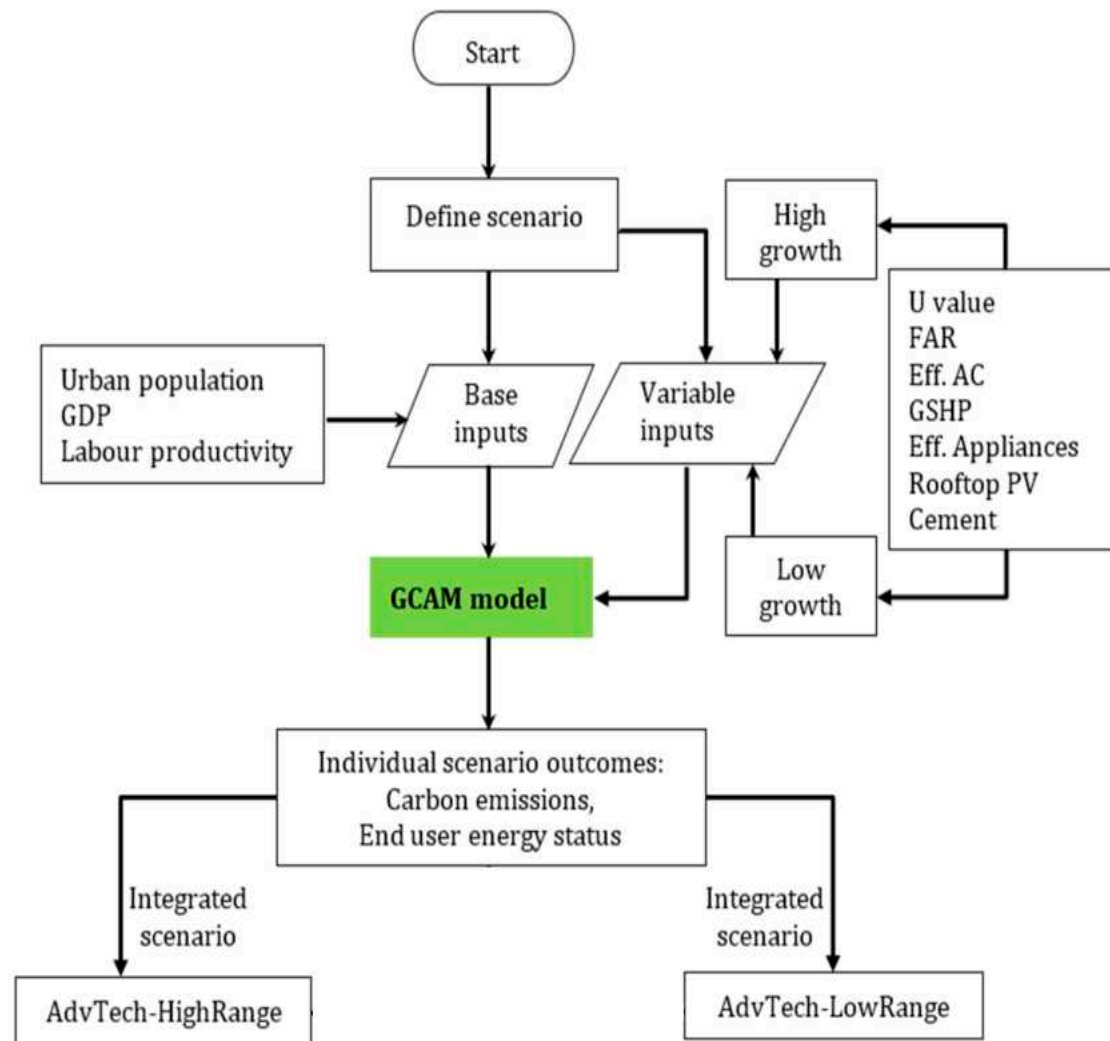 Start
Define scenario
High
growth
U value
FAR
Eff. AC
GSHP
Eff. Appliances
Rooftop PV
Cement
Urban population
GDP
Labour productivity
Base
inputs
Variable
inputs
GCAM model
Low
growth
Individual scenario outcomes:
Carbon emissions,
End user energy status
Integrated
scenario
Integrated
scenario
AdvTech-HighRange
AdvTech-LowRange